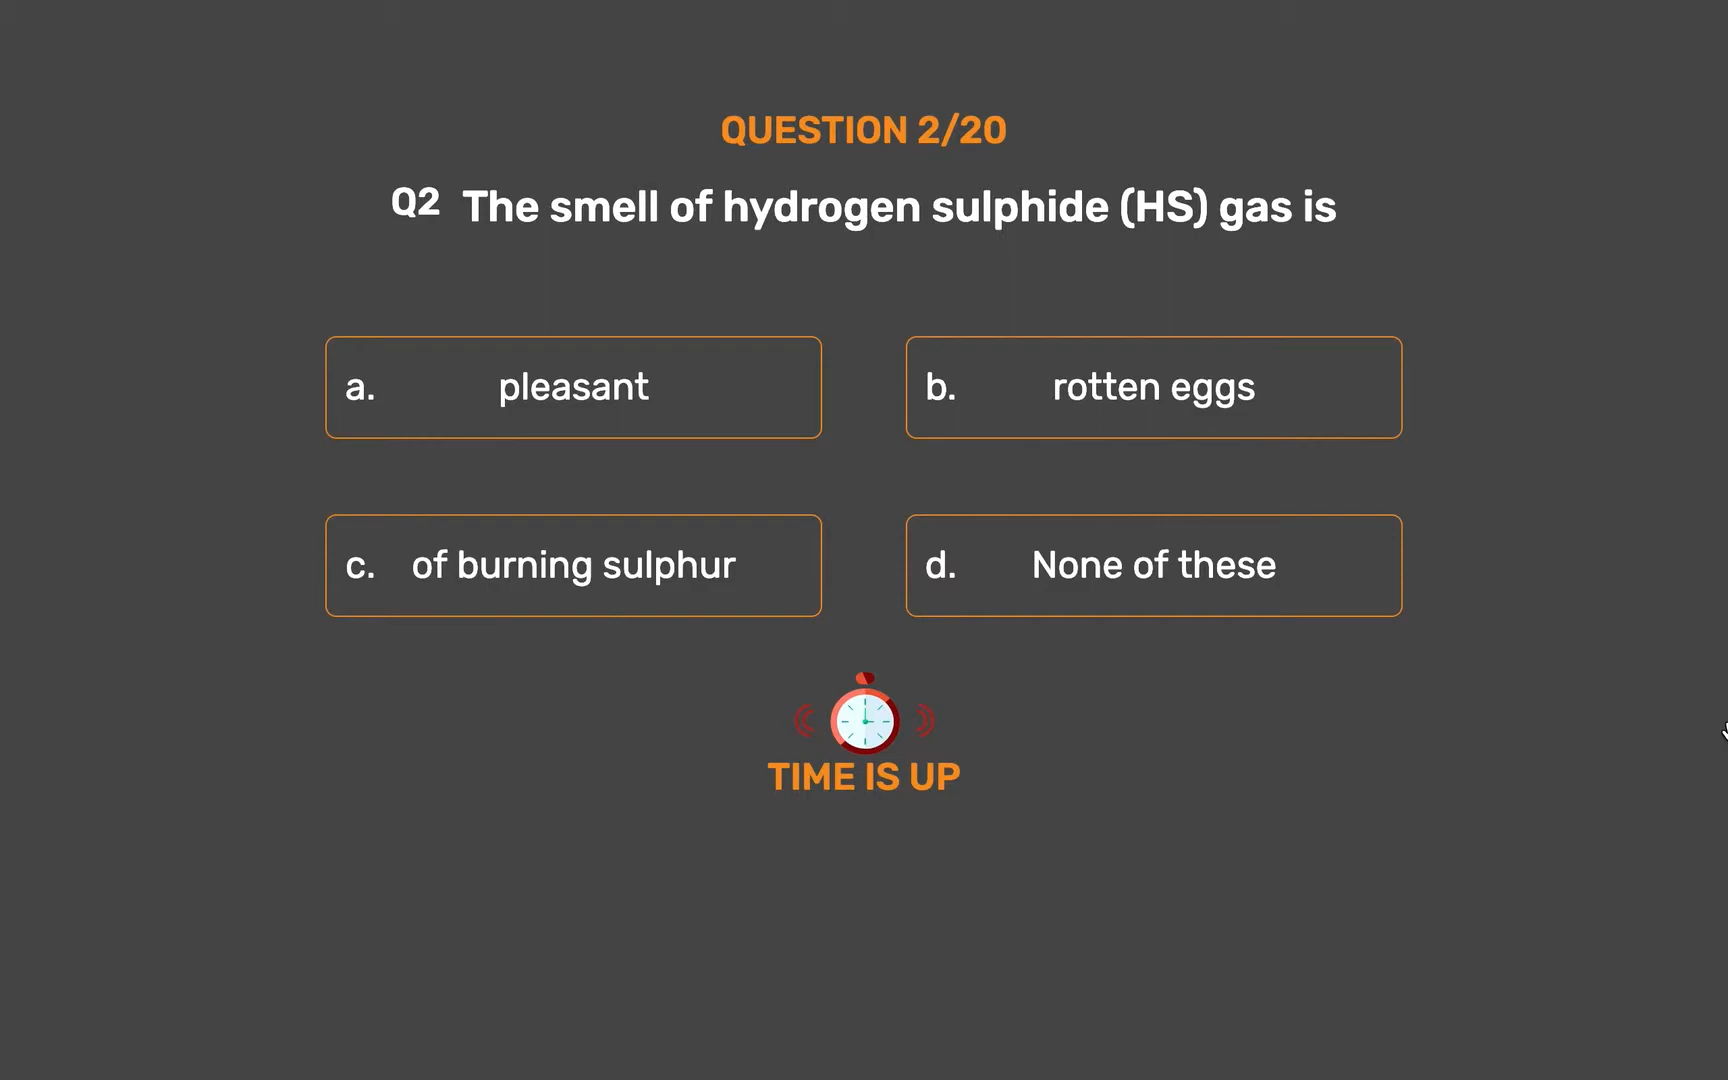 QUESTION 2/20
Q2 The smell of hydrogen sulphide (HS) gas is
a. pleasant
b. rotten eggs
c. of burning sulphur
d. None of these
TIME IS UP